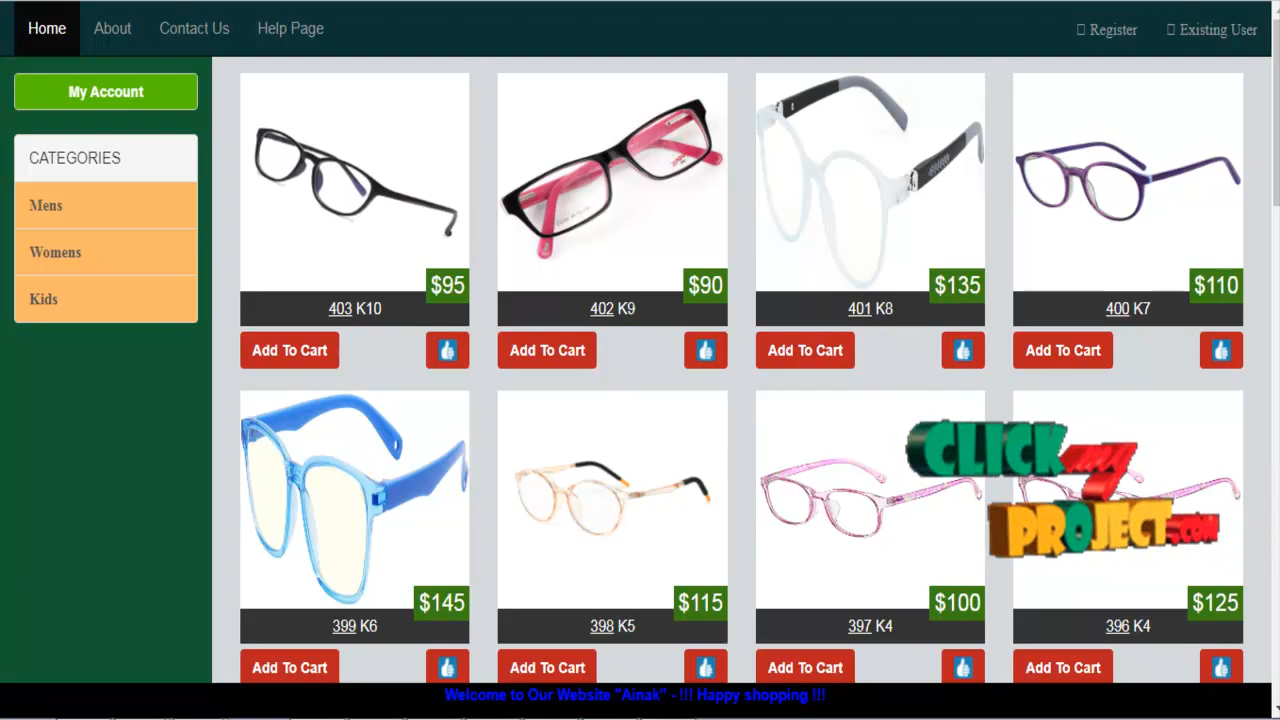 Home About Contact Us Help Page Register Existing User
My Account
CATEGORIES
Mens
Womens
Kids
$95 $90 $135 $110
403 K10 402 K9 401 K8 400 K7
Add To Cart Add To Cart Add To Cart Add To Cart
CLICK
MY
PROJECT.COM
$145 $115 $100 $125
399 K6 398 K5 397 K4 396 K4
Add To Cart Add To Cart Add To Cart Add To Cart
Welcome to Our Website "Ainak" - !!! Happy shopping !!!